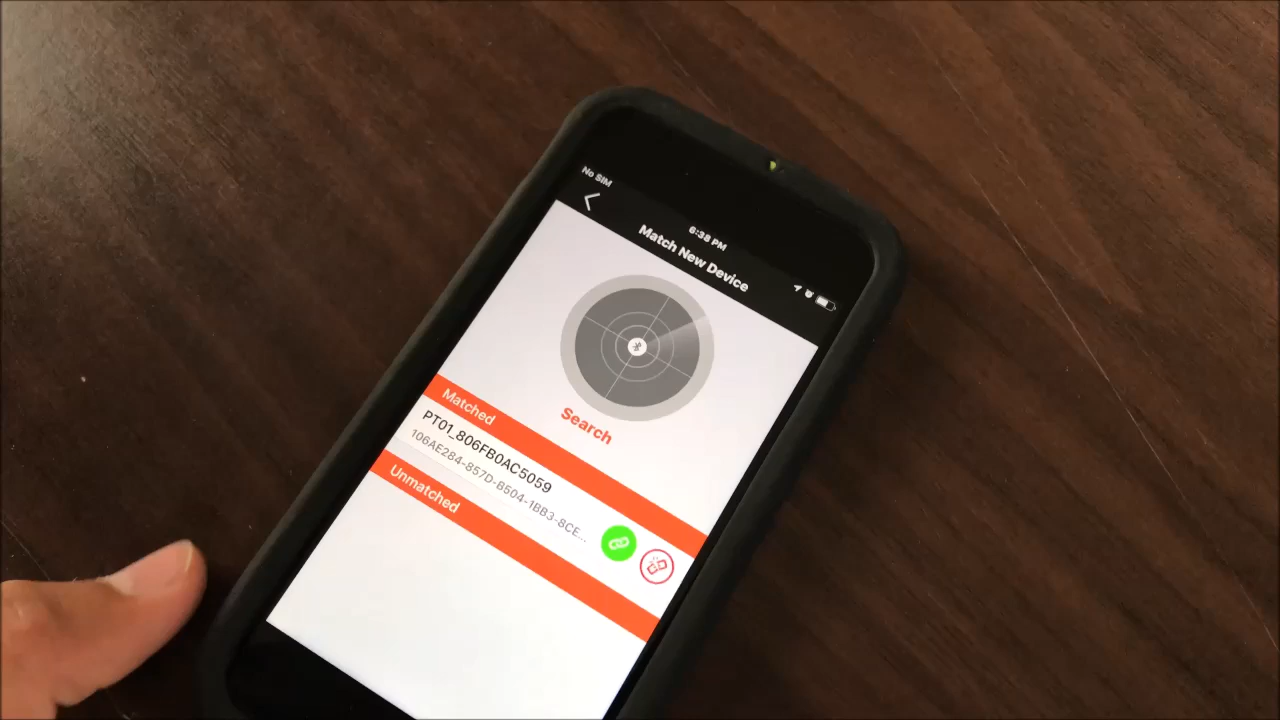 No SIM
6:38 PM
Match New Device
Search
Matched
PT01_806FB0AC5059
106AE284-857D-B504-1BB3-8CE...
Unmatched